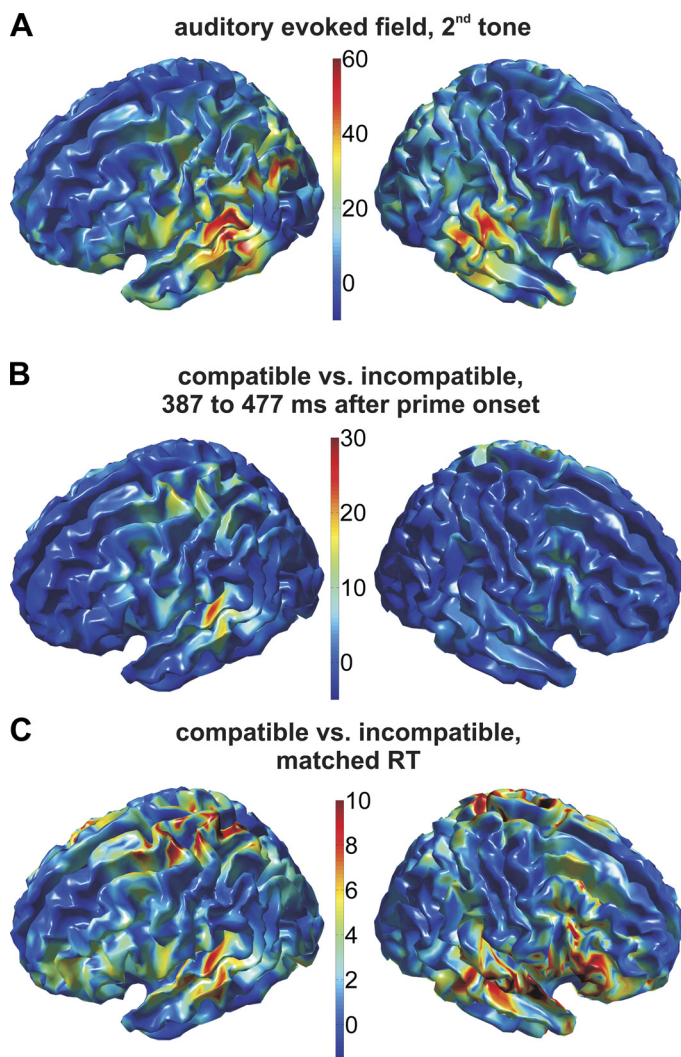 A
auditory evoked field, 2nd tone
60
40
20
0
B
compatible vs. incompatible,
387 to 477 ms after prime onset
30
20
10
0
C
compatible vs. incompatible,
matched RT
10
8
6
4
2
0